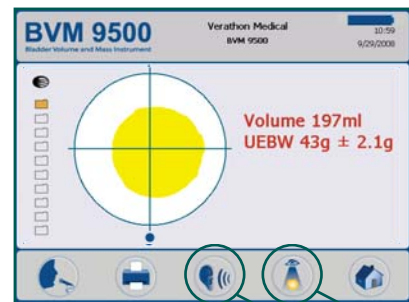 BVM 9500
Bladder Volume and Mass Instrument
Verathon Medical
BVM 9500
10:59
9/29/2008
Volume 197ml
UEBW 43g ± 2.1g